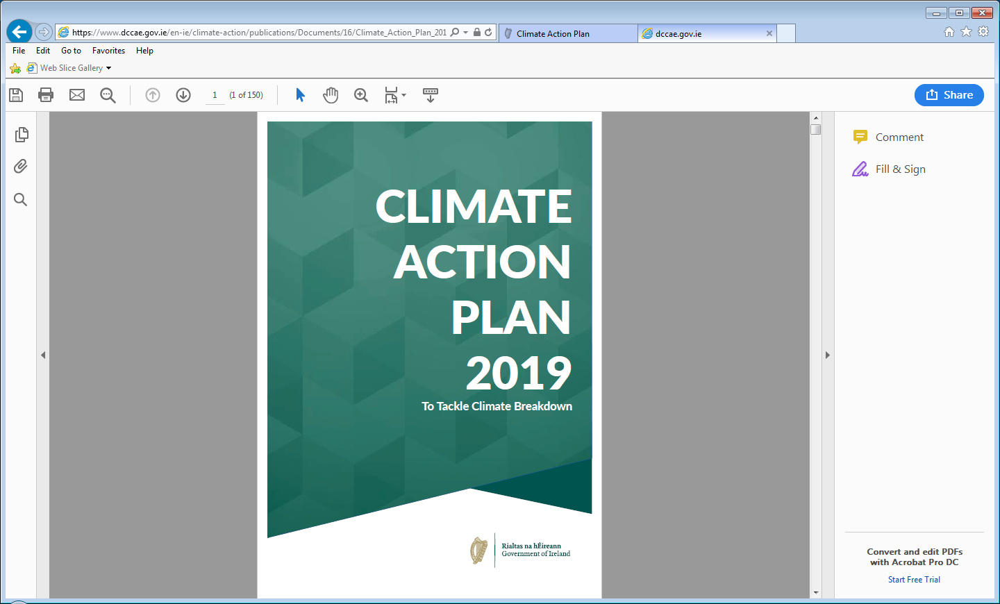 https://www.dccae.gov.ie/en-ie/climate-action/publications/Documents/16/Climate_Action_Plan_201
Climate Action Plan
dccae.gov.ie
File Edit Go to Favorites Help
Web Slice Gallery
1 (1 of 150)
Share
Comment
Fill & Sign
CLIMATE
ACTION
PLAN
2019
To Tackle Climate Breakdown
Rialtas na hÉireann
Government of Ireland
Convert and edit PDFs
with Acrobat Pro DC
Start Free Trial